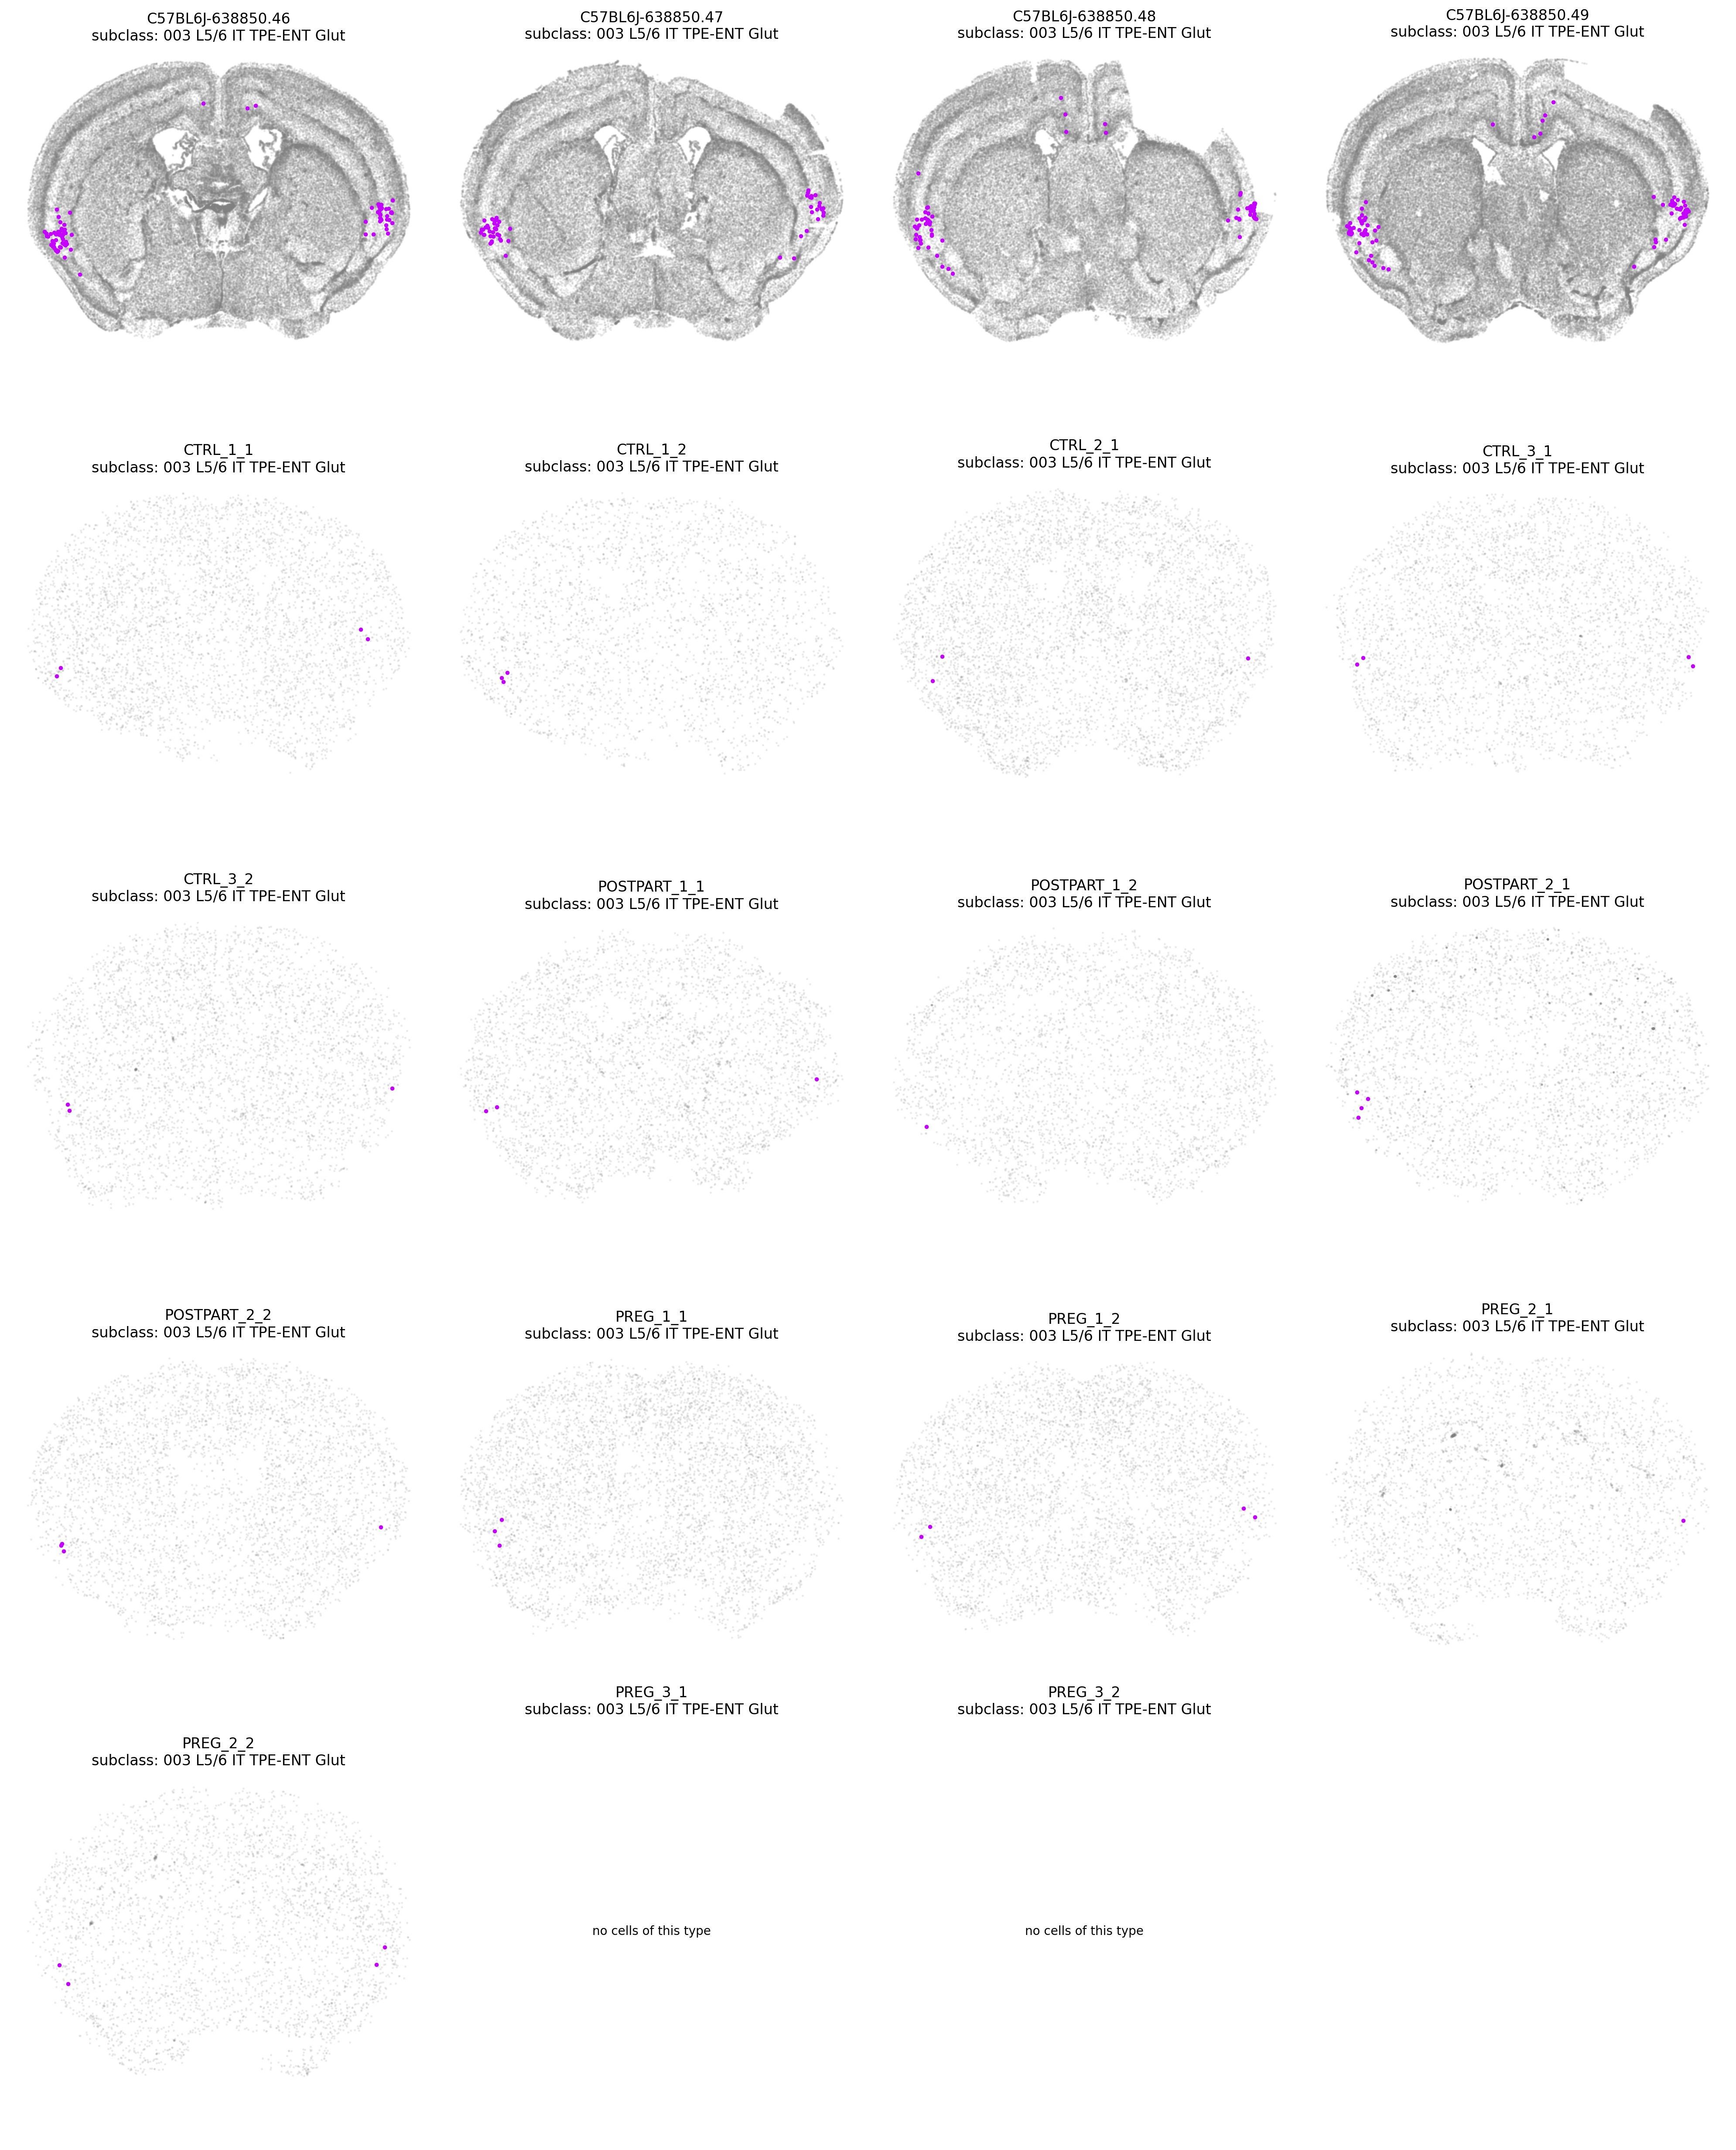 C57BL6J-638850.46
subclass: 003 L5/6 IT TPE-ENT Glut
C57BL6J-638850.47
subclass: 003 L5/6 IT TPE-ENT Glut
C57BL6J-638850.48
subclass: 003 L5/6 IT TPE-ENT Glut
C57BL6J-638850.49
subclass: 003 L5/6 IT TPE-ENT Glut
CTRL_1_1
subclass: 003 L5/6 IT TPE-ENT Glut
CTRL_1_2
subclass: 003 L5/6 IT TPE-ENT Glut
CTRL_2_1
subclass: 003 L5/6 IT TPE-ENT Glut
CTRL_3_1
subclass: 003 L5/6 IT TPE-ENT Glut
CTRL_3_2
subclass: 003 L5/6 IT TPE-ENT Glut
POSTPART_1_1
subclass: 003 L5/6 IT TPE-ENT Glut
POSTPART_1_2
subclass: 003 L5/6 IT TPE-ENT Glut
POSTPART_2_1
subclass: 003 L5/6 IT TPE-ENT Glut
POSTPART_2_2
subclass: 003 L5/6 IT TPE-ENT Glut
PREG_1_1
subclass: 003 L5/6 IT TPE-ENT Glut
PREG_1_2
subclass: 003 L5/6 IT TPE-ENT Glut
PREG_2_1
subclass: 003 L5/6 IT TPE-ENT Glut
PREG_2_2
subclass: 003 L5/6 IT TPE-ENT Glut
PREG_3_1
subclass: 003 L5/6 IT TPE-ENT Glut
no cells of this type
PREG_3_2
subclass: 003 L5/6 IT TPE-ENT Glut
no cells of this type